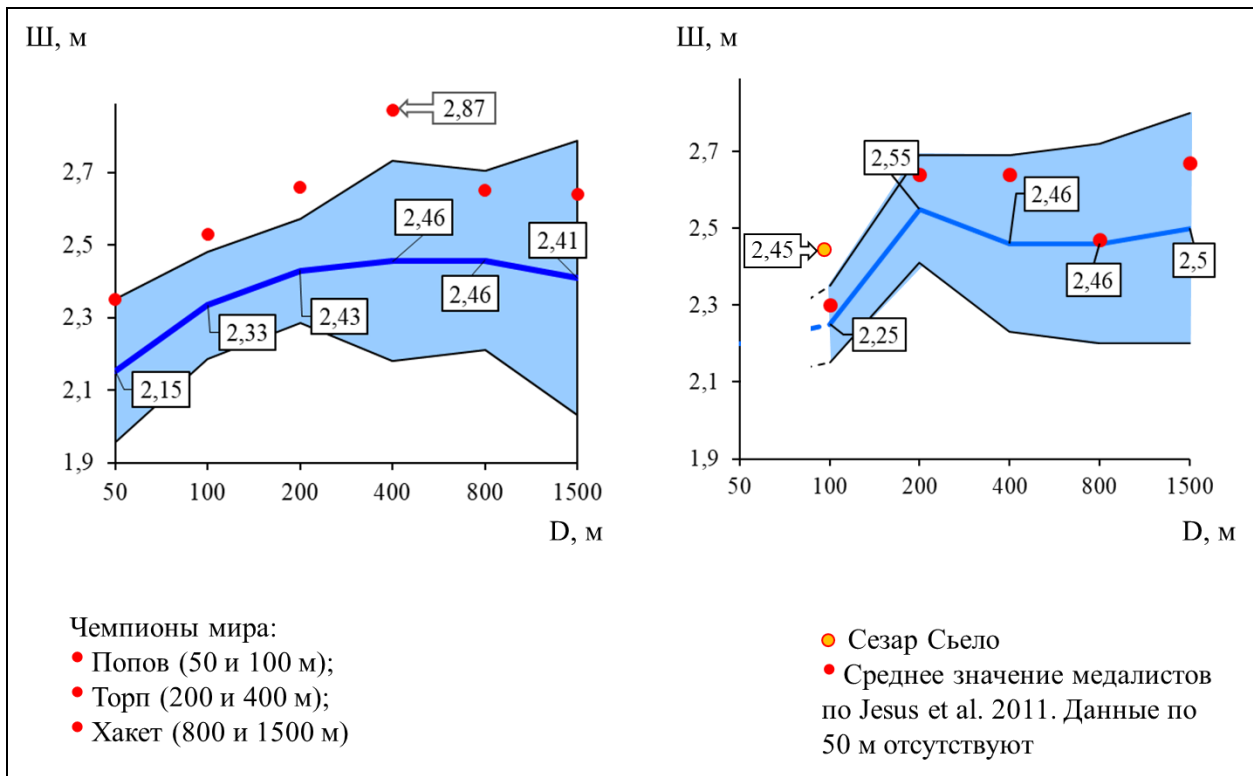 Ш, м
2,87
2,7
2,5
2,3
2,1
1,9
2,46
2,41
2,46
2,43
2,33
2,15
50 100 200 400 800 1500
D, м
Чемпионы мира:
Попов (50 и 100 м);
Торп (200 и 400 м);
Хакет (800 и 1500 м)
Ш, м
2,7
2,5
2,3
2,1
1,9
2,55
2,46
2,45
2,5
2,46
2,25
50 100 200 400 800 1500
D, м
Сезар Сьело
Среднее значение медалистов
по Jesus et al. 2011. Данные по
50 м отсутствуют